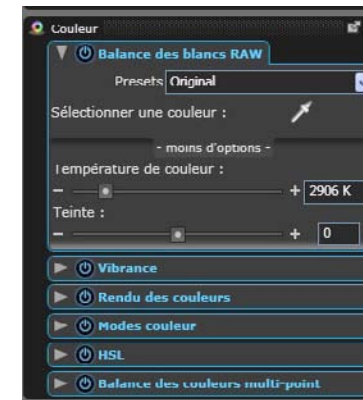 Couleur
Balance des blancs RAW
Presets Original
Sélectionner une couleur :
- moins d'options -
Température de couleur :
- + 2906 K
Teinte :
- + 0
Vibrance
Rendu des couleurs
Modes couleur
HSL
Balance des couleurs multi-point